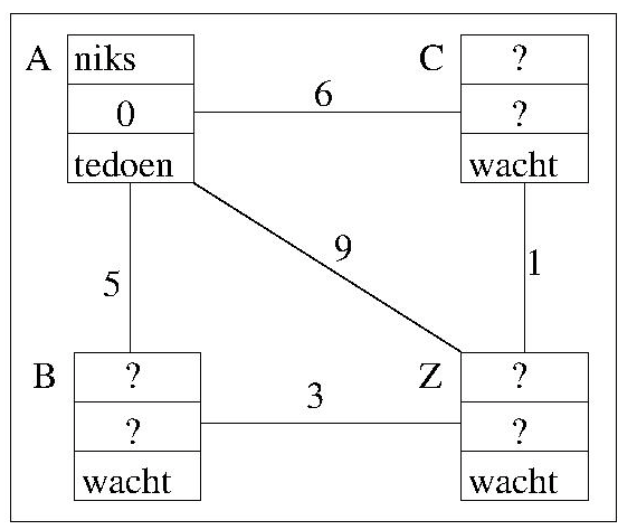 A niks C ?
0 6 ?
tedoen wacht
9
5 1
B ? Z ?
? 3 ?
wacht wacht